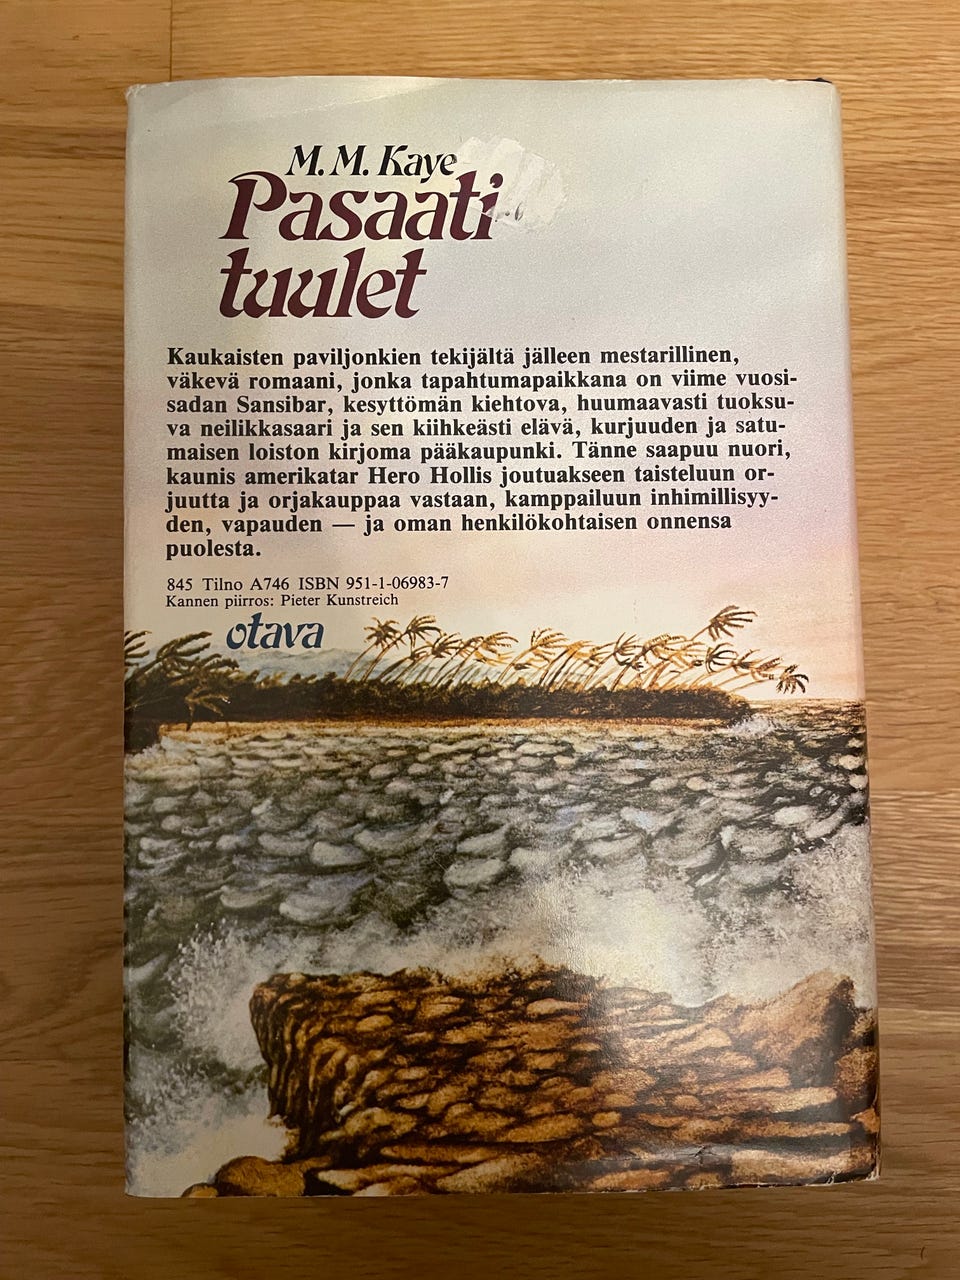 M. M. Kaye
Pasaati
tuulet
Kaukaisten paviljonkien tekijältä jälleen mestarillinen,
väkevä romaani, jonka tapahtumapaikkana on viime vuosi-
sadan Sansibar, kesyttömän kiehtova, huumaavasti tuoksu-
va neilikkasaari ja sen kiihkeästi elävä, kurjuuden ja satu-
maisen loiston kirjoma pääkaupunki. Tänne saapuu nuori,
kaunis amerikatar Hero Hollis joutuakseen taisteluun or-
juutta ja orjakauppaa vastaan, kamppailuun inhimillisyy-
den, vapauden — ja oman henkilökohtaisen onnensa
puolesta.
845 Tilno A746 ISBN 951-1-06983-7
Kannen piirros: Pieter Kunstreich
otava